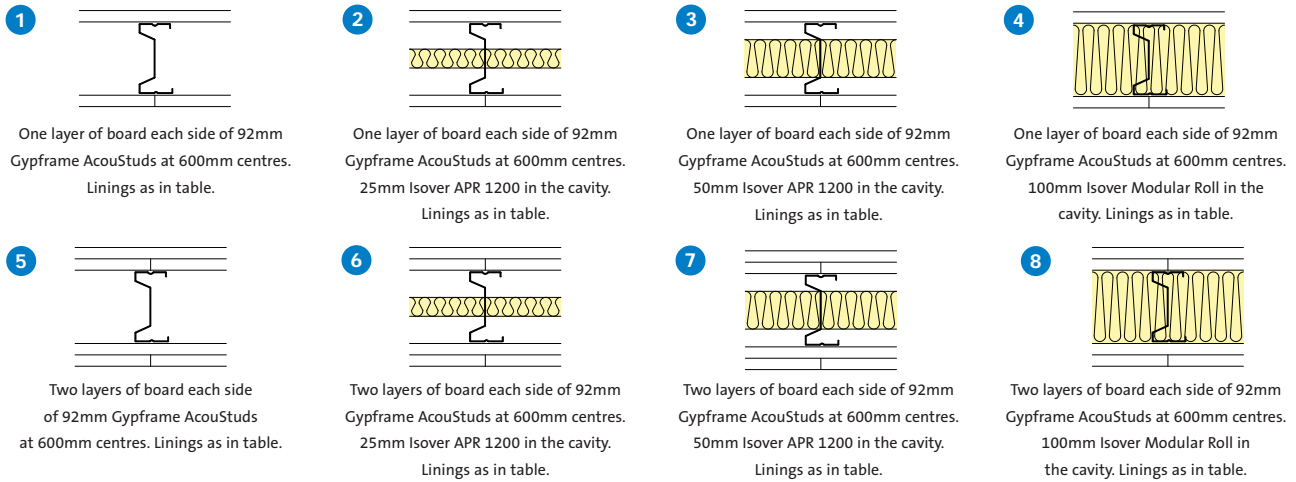 1
One layer of board each side of 92mm
Gypframe AcouStuds at 600mm centres.
Linings as in table.
2
One layer of board each side of 92mm
Gypframe AcouStuds at 600mm centres.
25mm Isover APR 1200 in the cavity.
Linings as in table.
3
One layer of board each side of 92mm
Gypframe AcouStuds at 600mm centres.
50mm Isover APR 1200 in the cavity.
Linings as in table.
4
One layer of board each side of 92mm
Gypframe AcouStuds at 600mm centres.
100mm Isover Modular Roll in the
cavity. Linings as in table.
5
Two layers of board each side
of 92mm Gypframe AcouStuds
at 600mm centres. Linings as in table.
6
Two layers of board each side of 92mm
Gypframe AcouStuds at 600mm centres.
25mm Isover APR 1200 in the cavity.
Linings as in table.
7
Two layers of board each side of 92mm
Gypframe AcouStuds at 600mm centres.
50mm Isover APR 1200 in the cavity.
Linings as in table.
8
Two layers of board each side of 92mm
Gypframe AcouStuds at 600mm centres.
100mm Isover Modular Roll in
the cavity. Linings as in table.